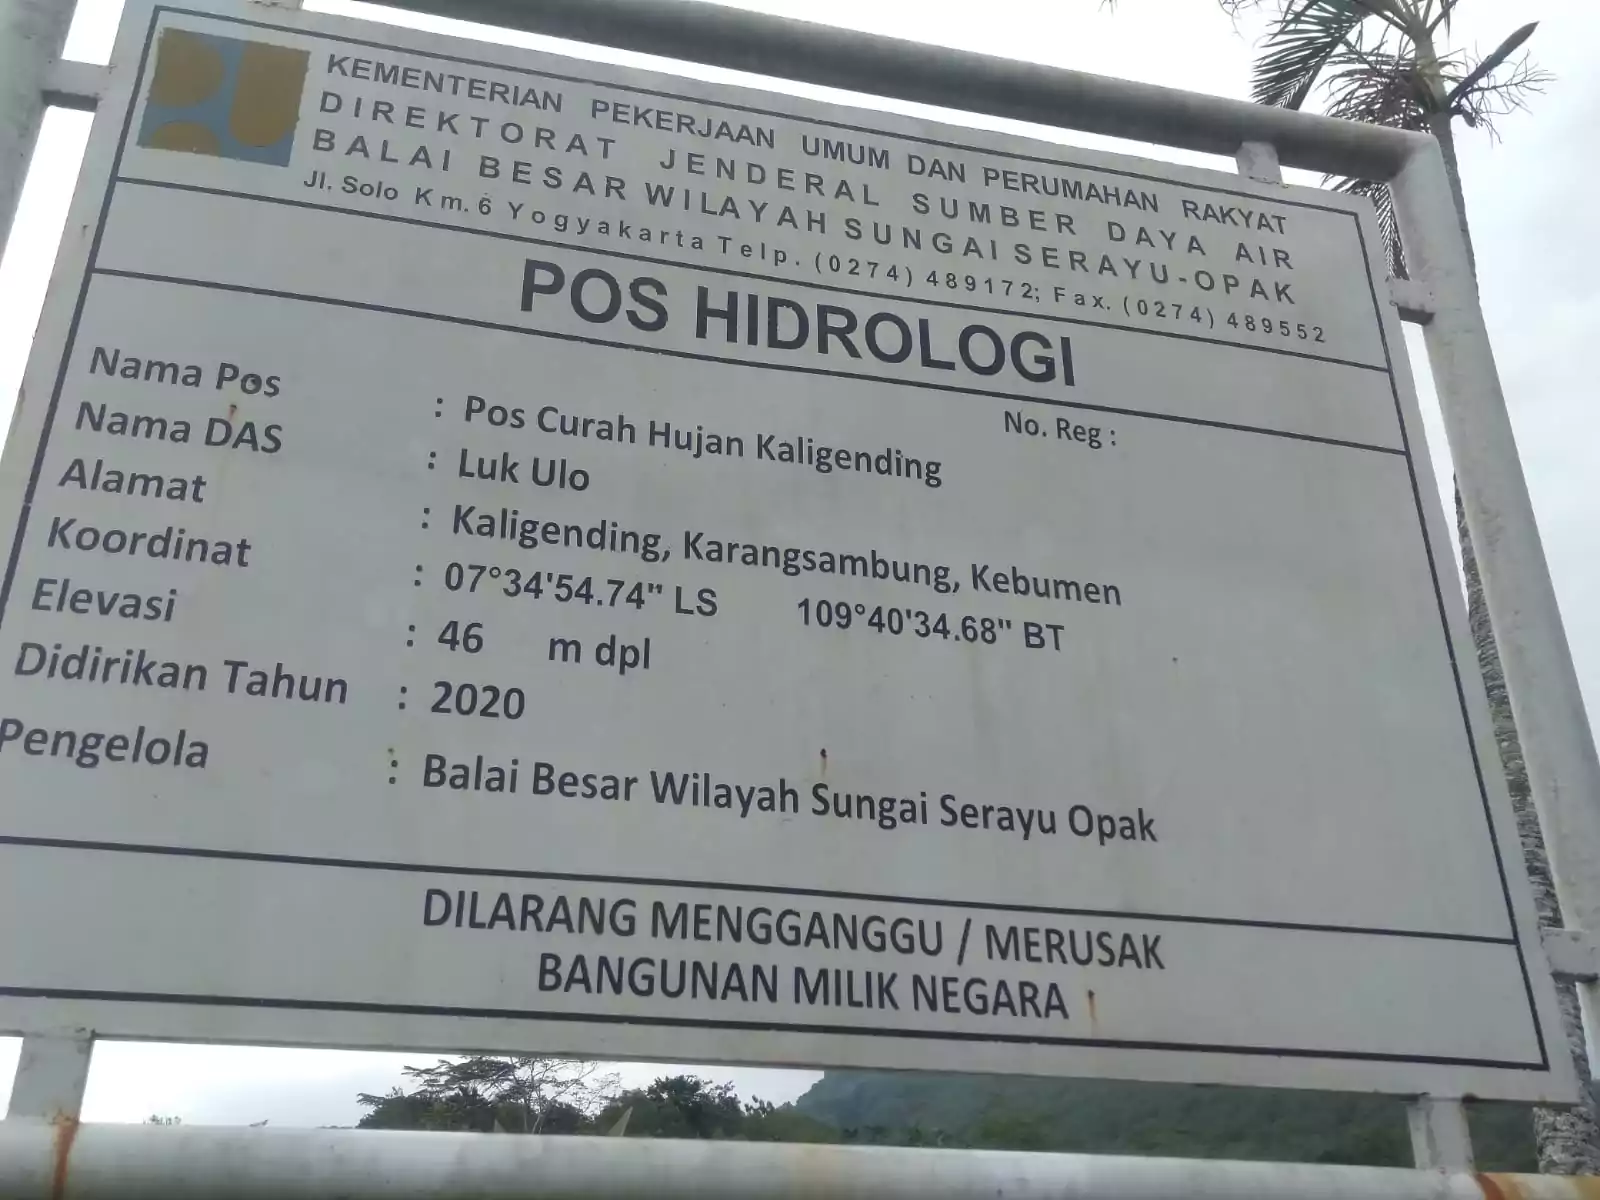 KEMENTERIAN PEKERJAAN UMUM DAN PERUMAHAN RAKYAT
DIREKTORAT JENDERAL SUMBER DAYA AIR
BALAI BESAR WILAYAH SUNGAI SERAYU-OPAK
Jl. Solo Km. 6 Yogyakarta Telp. (0274) 489172; Fax. (0274) 489552
POS HIDROLOGI
No. Reg :
Nama Pos : Pos Curah Hujan Kaligending
Nama DAS : Luk Ulo
Alamat : Kaligending, Karangsambung, Kebumen
Koordinat : 07°34'54.74" LS 109°40'34.68" BT
Elevasi : 46 m dpl
Didirikan Tahun : 2020
Pengelola : Balai Besar Wilayah Sungai Serayu Opak
DILARANG MENGGANGGU / MERUSAK
BANGUNAN MILIK NEGARA